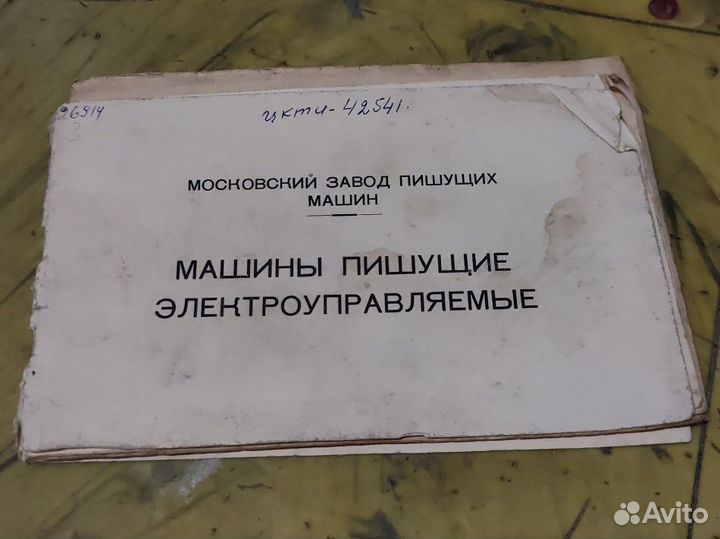 26914
3
цкти-42541.
МОСКОВСКИЙ ЗАВОД ПИШУЩИХ
МАШИН
МАШИНЫ ПИШУЩИЕ
ЭЛЕКТРОУПРАВЛЯЕМЫЕ
Avito